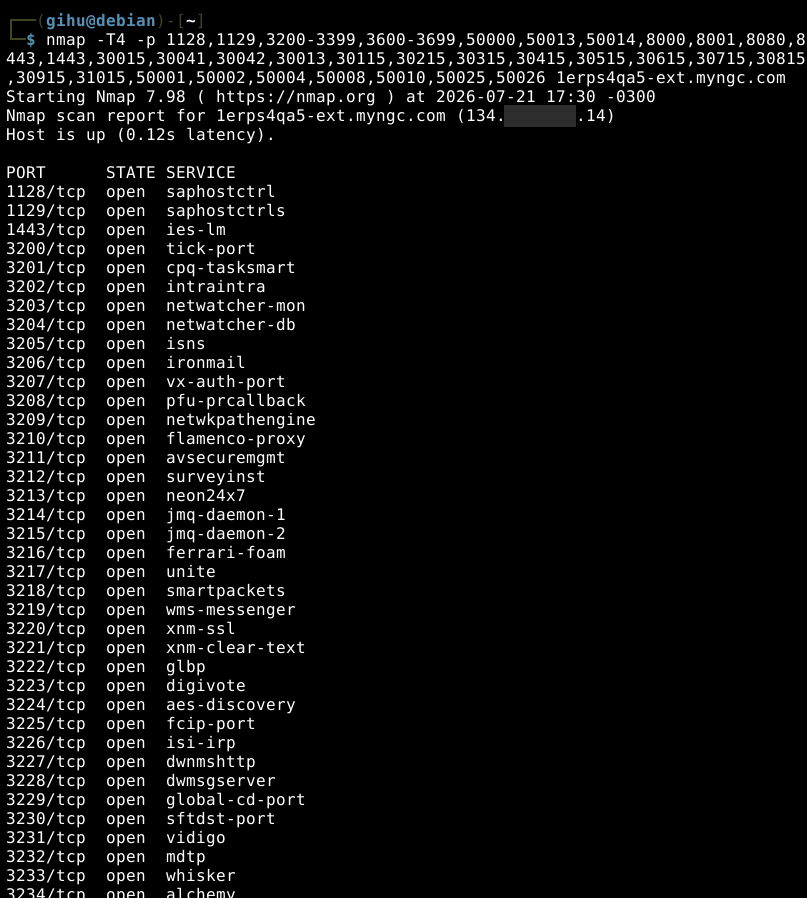 (gihu@debian)-[~]
$ nmap -T4 -p 1128,1129,3200-3399,3600-3699,50000,50013,50014,8000,8001,8080,8
443,1443,30015,30041,30042,30013,30115,30215,30315,30415,30515,30615,30715,30815
,30915,31015,50001,50002,50004,50008,50010,50025,50026 1erps4qa5-ext.myngc.com
Starting Nmap 7.98 ( https://nmap.org ) at 2026-07-21 17:30 -0300
Nmap scan report for 1erps4qa5-ext.myngc.com (134. .14)
Host is up (0.12s latency).
PORT STATE SERVICE
1128/tcp open saphostctrl
1129/tcp open saphostctrls
1443/tcp open ies-lm
3200/tcp open tick-port
3201/tcp open cpq-tasksmart
3202/tcp open intraintra
3203/tcp open netwatcher-mon
3204/tcp open netwatcher-db
3205/tcp open isns
3206/tcp open ironmail
3207/tcp open vx-auth-port
3208/tcp open pfu-prcallback
3209/tcp open netwkpathengine
3210/tcp open flamenco-proxy
3211/tcp open avsecuremgmt
3212/tcp open surveyinst
3213/tcp open neon24x7
3214/tcp open jmq-daemon-1
3215/tcp open jmq-daemon-2
3216/tcp open ferrari-foam
3217/tcp open unite
3218/tcp open smartpackets
3219/tcp open wms-messenger
3220/tcp open xnm-ssl
3221/tcp open xnm-clear-text
3222/tcp open glbp
3223/tcp open digivote
3224/tcp open aes-discovery
3225/tcp open fcip-port
3226/tcp open isi-irp
3227/tcp open dwnmshttp
3228/tcp open dwmsgserver
3229/tcp open global-cd-port
3230/tcp open sftdst-port
3231/tcp open vidigo
3232/tcp open mdtp
3233/tcp open whisker
3234/tcp open alchemy